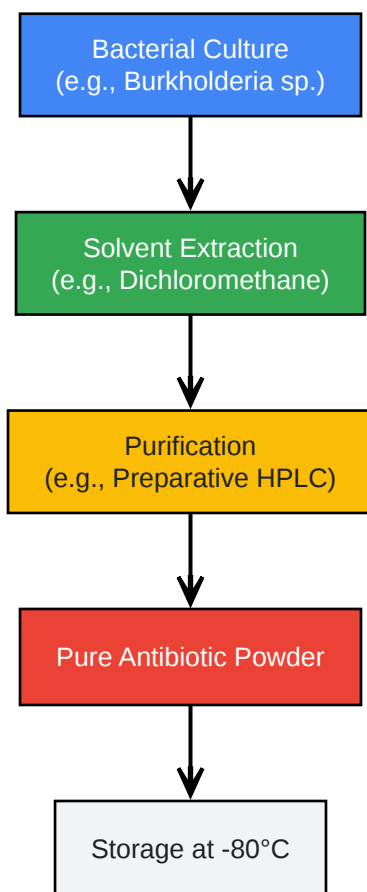 Bacterial Culture
(e.g., Burkholderia sp.)
Solvent Extraction
(e.g., Dichloromethane)
Purification
(e.g., Preparative HPLC)
Pure Antibiotic Powder
Storage at -80°C